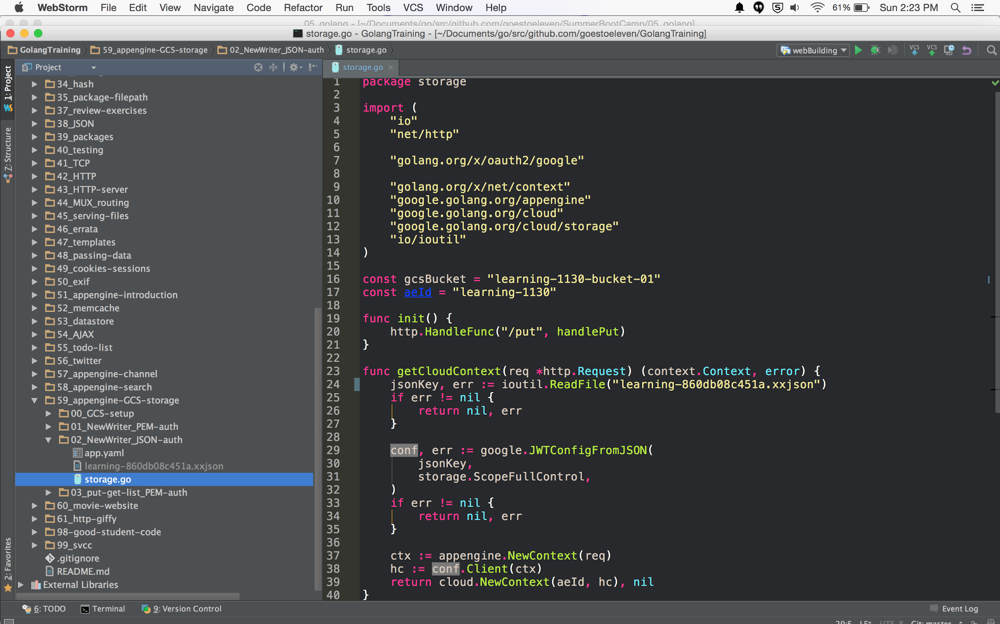 WebStorm File Edit View Navigate Code Refactor Run Tools VCS Window Help 61% Sun 2:23 PM
05_golang - [~/Documents/go/src/github.com/goestoeleven/SummerBootCamp/05_golang]
storage.go - GolangTraining - [~/Documents/go/src/github.com/goestoeleven/GolangTraining]
GolangTraining 59_appengine-GCS-storage 02_NewWriter_JSON-auth storage.go webBuilding VCS VCS
Project
storage.go
1: Project
Z: Structure
2: Favorites
34_hash
35_package-filepath
37_review-exercises
38_JSON
39_packages
40_testing
41_TCP
42_HTTP
43_HTTP-server
44_MUX_routing
45_serving-files
46_errata
47_templates
48_passing-data
49_cookies-sessions
50_exif
51_appengine-introduction
52_memcache
53_datastore
54_AJAX
55_todo-list
56_twitter
57_appengine-channel
58_appengine-search
59_appengine-GCS-storage
00_GCS-setup
01_NewWriter_PEM-auth
02_NewWriter_JSON-auth
app.yaml
learning-860db08c451a.xxjson
storage.go
03_put-get-list_PEM-auth
60_movie-website
61_http-giffy
98-good-student-code
99_svcc
.gitignore
README.md
External Libraries
1 package storage
2
3 import (
4 "io"
5 "net/http"
6
7 "golang.org/x/oauth2/google"
8
9 "golang.org/x/net/context"
10 "google.golang.org/appengine"
11 "google.golang.org/cloud"
12 "google.golang.org/cloud/storage"
13 "io/ioutil"
14 )
15
16 const gcsBucket = "learning-1130-bucket-01"
17 const aeId = "learning-1130"
18
19 func init() {
20 http.HandleFunc("/put", handlePut)
21 }
22
23 func getCloudContext(req *http.Request) (context.Context, error) {
24 jsonKey, err := ioutil.ReadFile("learning-860db08c451a.xxjson")
25 if err != nil {
26 return nil, err
27 }
28
29 conf, err := google.JWTConfigFromJSON(
30 jsonKey,
31 storage.ScopeFullControl,
32 )
33 if err != nil {
34 return nil, err
35 }
36
37 ctx := appengine.NewContext(req)
38 hc := conf.Client(ctx)
39 return cloud.NewContext(aeId, hc), nil
40 }
6: TODO Terminal 9: Version Control Event Log
29:5 LF UTF-8 Git: master